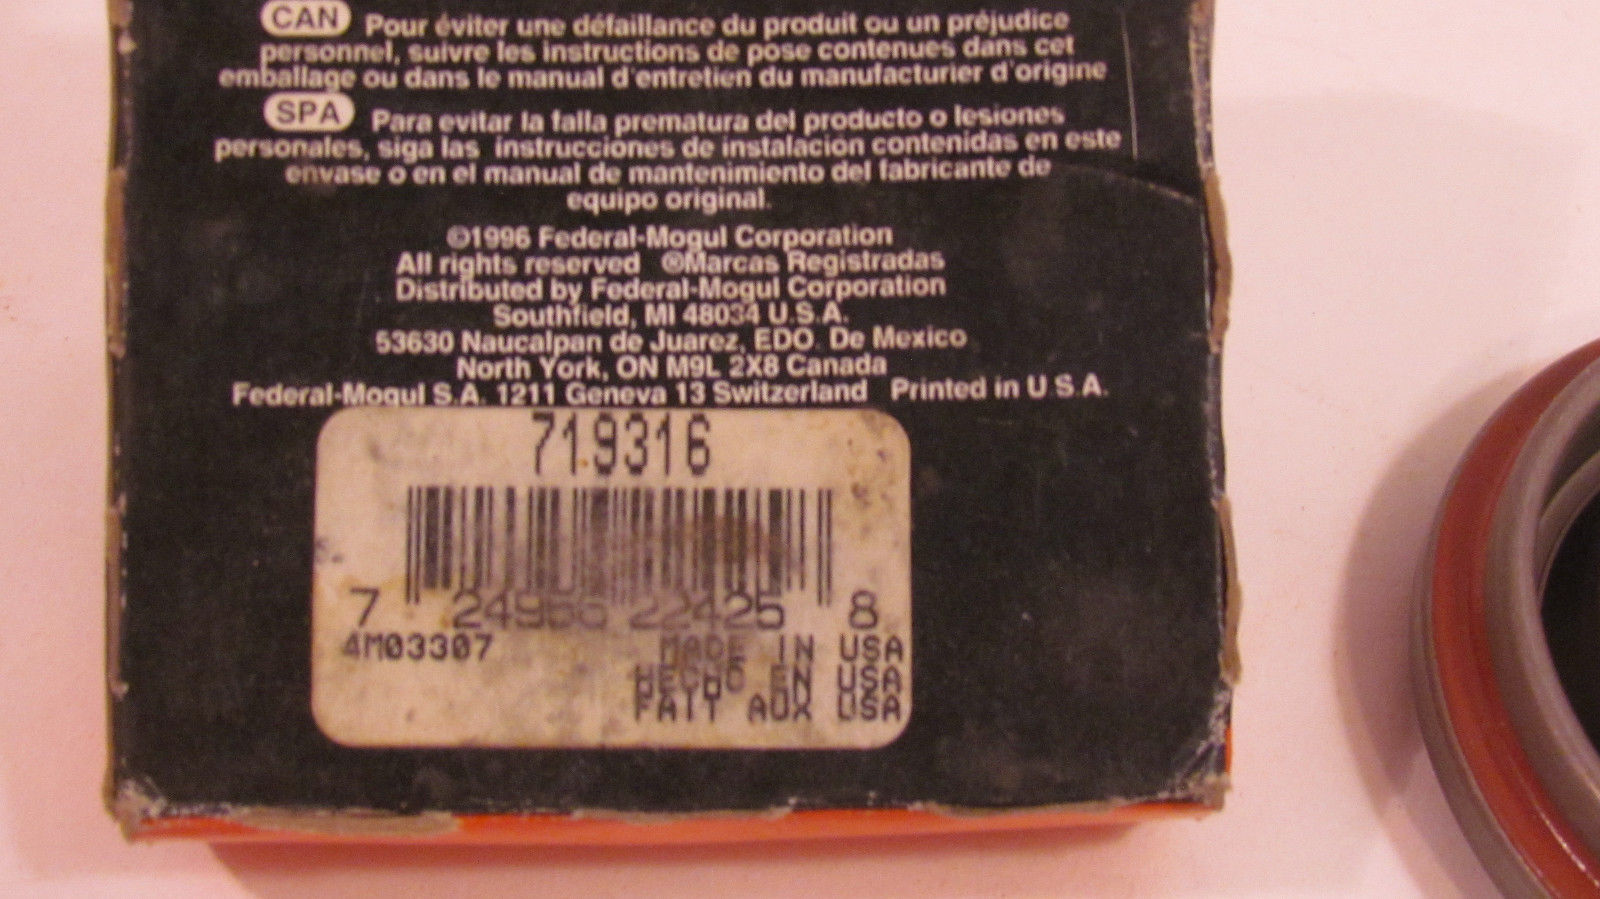 CAN Pour éviter une défaillance du produit ou un préjudice
personnel, suivre les instructions de pose contenues dans cet
emballage ou dans le manual d'entretien du manufacturier d'origine
SPA Para evitar la falla prematura del producto o lesiones
personales, siga las instrucciones de instalación contenidas en este
envase o en el manual de mantenimiento del fabricante de
equipo original.
©1996 Federal-Mogul Corporation
All rights reserved ®Marcas Registradas
Distributed by Federal-Mogul Corporation
Southfield, MI 48034 U.S.A.
53630 Naucalpan de Juarez, EDO. De Mexico
North York, ON M9L 2X8 Canada
Federal-Mogul S.A. 1211 Geneva 13 Switzerland Printed in U.S.A.
719316
7 24956 22425 8
4M03307 MADE IN USA
HECHO EN USA
FAIT AUX USA